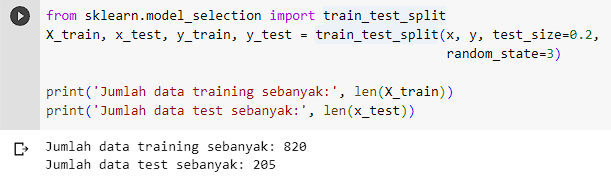 from sklearn.model_selection import train_test_split
X_train, x_test, y_train, y_test = train_test_split(x, y, test_size=0.2,
random_state=3)
print('Jumlah data training sebanyak:', len(X_train))
print('Jumlah data test sebanyak:', len(x_test))
Jumlah data training sebanyak: 820
Jumlah data test sebanyak: 205